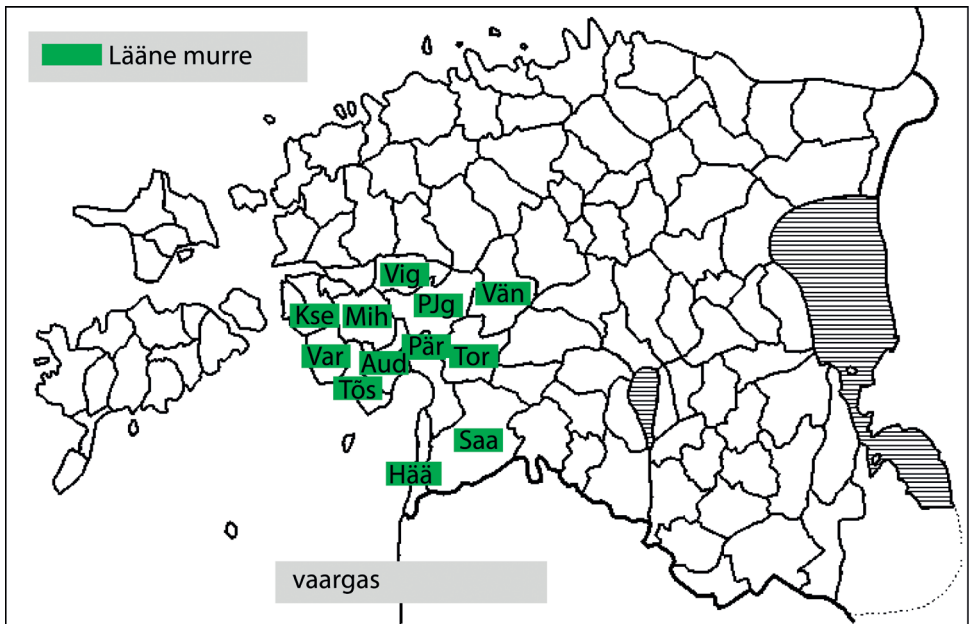 Lääne murre
Vig
Vän
PJg
Kse
Mih
Pär
Var
Aud
Tor
Tõs
Saa
Hää
vaargas